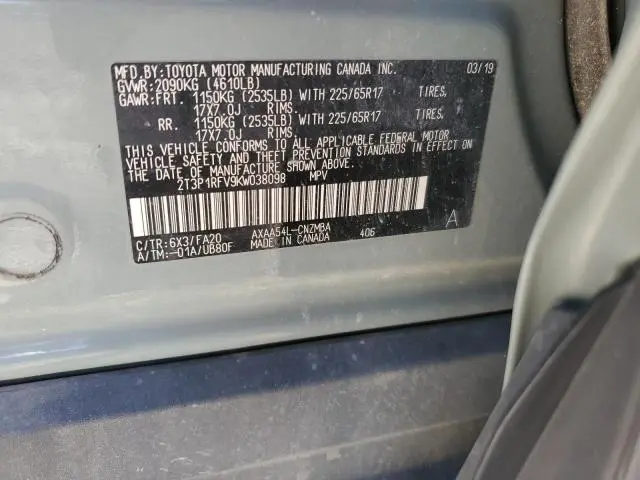 MFD.BY:TOYOTA MOTOR MANUFACTURING CANADA INC. 03/19
GVWR:2090KG (4610LB)
GAWR:FRT. 1150KG (2535LB) WITH 225/65R17 TIRES,
17X7.0J RIMS
RR. 1150KG (2535LB) WITH 225/65R17 TIRES,
17X7.0J RIMS
THIS VEHICLE CONFORMS TO ALL APPLICABLE FEDERAL MOTOR
VEHICLE SAFETY AND THEFT PREVENTION STANDARDS IN EFFECT ON
THE DATE OF MANUFACTURE SHOWN ABOVE.
2T3P1RFV9KW038098 MPV
A
C/TR:6X3/FA20 AXAA54L-CNZMBA 406
A/TM:-01A/UB80F MADE IN CANADA